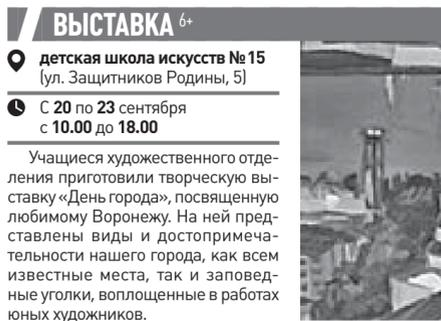 ВЫСТАВКА 6+
детская школа искусств №15
(ул. Защитников Родины, 5)
С 20 по 23 сентября
с 10.00 до 18.00
Учащиеся художественного отде-
ления приготовили творческую вы-
ставку «День города», посвященную
любимому Воронежу. На ней пред-
ставлены виды и достопримеча-
тельности нашего города, как всем
известные места, так и заповед-
ные уголки, воплощенные в работах
юных художников.